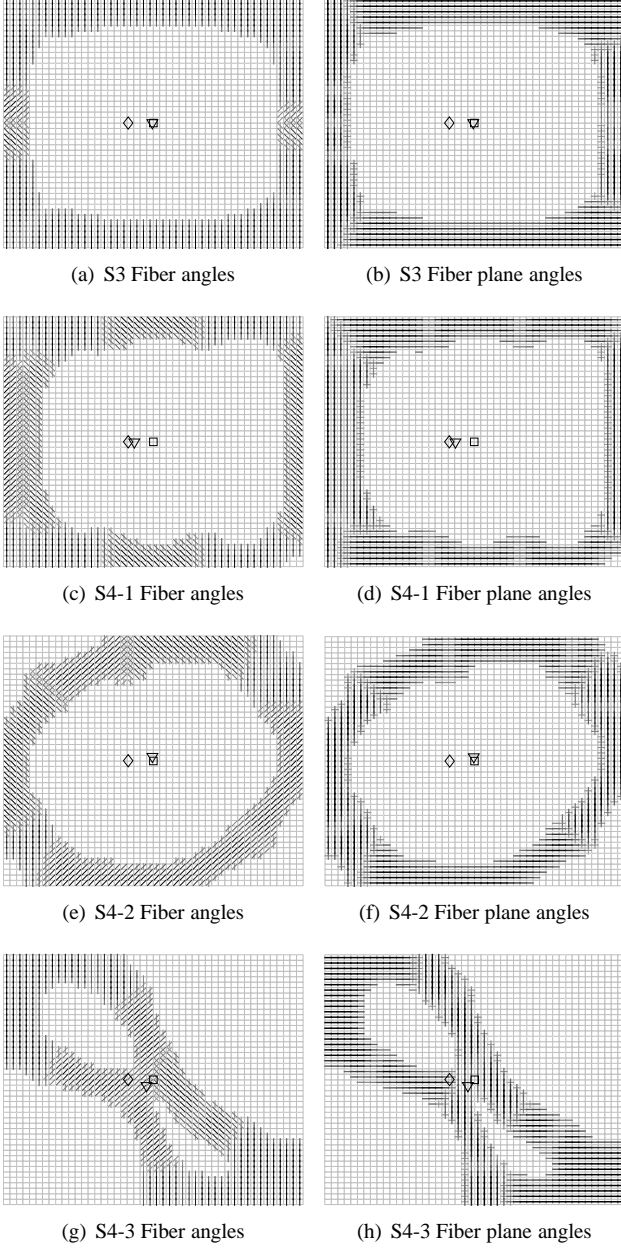 (a) S3 Fiber angles
(b) S3 Fiber plane angles
(c) S4-1 Fiber angles
(d) S4-1 Fiber plane angles
(e) S4-2 Fiber angles
(f) S4-2 Fiber plane angles
(g) S4-3 Fiber angles
(h) S4-3 Fiber plane angles